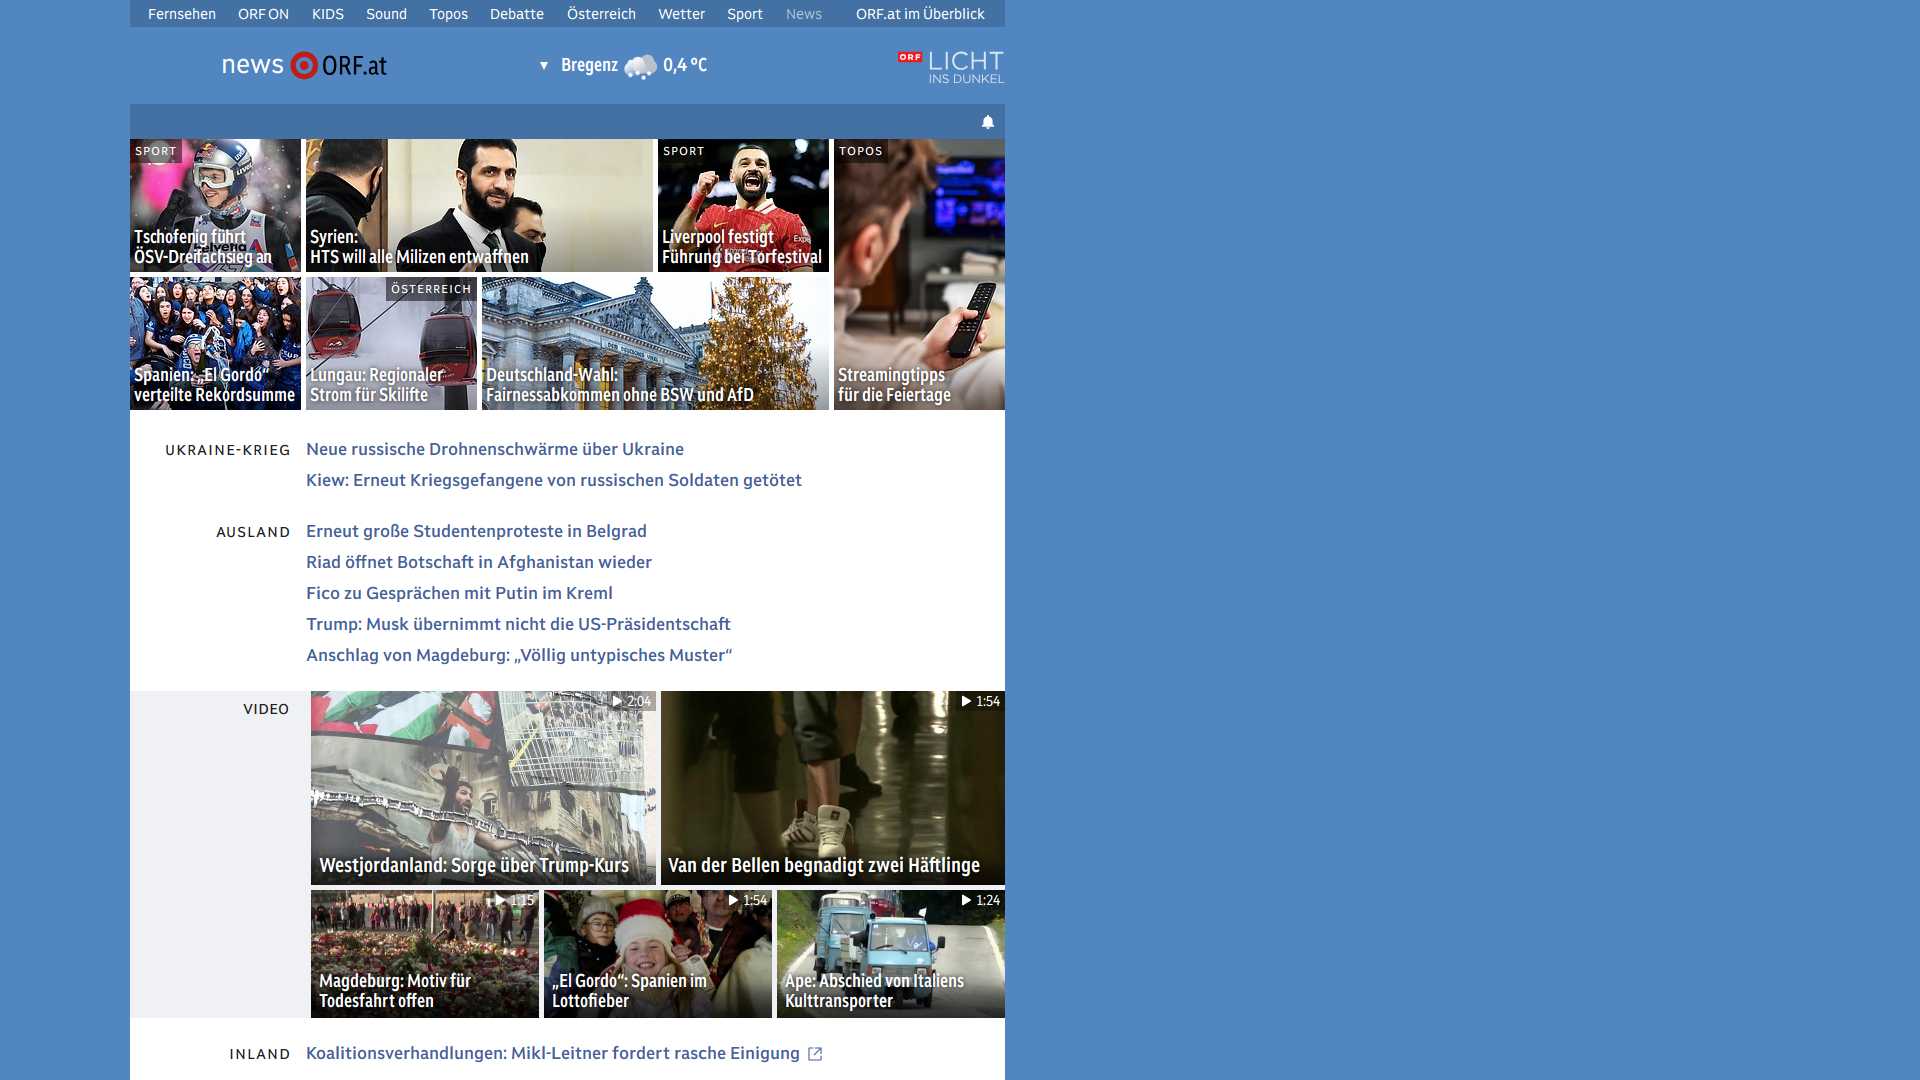 Fernsehen ORF ON KIDS Sound Topos Debatte Österreich Wetter Sport News ORF.at im Überblick
news ORF.at
Bregenz 0,4 °C
ORF LICHT
INS DUNKEL
SPORT
Tschofenig führt
ÖSV-Dreifachsieg an
Syrien:
HTS will alle Milizen entwaffnen
SPORT
Liverpool festigt
Führung bei Torfestival
TOPOS
Streamingtipps
für die Feiertage
Spanien: „El Gordo“
verteilte Rekordsumme
ÖSTERREICH
Lungau: Regionaler
Strom für Skilifte
Deutschland-Wahl:
Fairnessabkommen ohne BSW und AfD
UKRAINE-KRIEG
Neue russische Drohnenschwärme über Ukraine
Kiew: Erneut Kriegsgefangene von russischen Soldaten getötet
AUSLAND
Erneut große Studentenproteste in Belgrad
Riad öffnet Botschaft in Afghanistan wieder
Fico zu Gesprächen mit Putin im Kreml
Trump: Musk übernimmt nicht die US-Präsidentschaft
Anschlag von Magdeburg: „Völlig untypisches Muster“
VIDEO
2:04
Westjordanland: Sorge über Trump-Kurs
1:54
Van der Bellen begnadigt zwei Häftlinge
1:15
Magdeburg: Motiv für
Todesfahrt offen
1:54
„El Gordo“: Spanien im
Lottofieber
1:24
Ape: Abschied von Italiens
Kulttransporter
INLAND
Koalitionsverhandlungen: Mikl-Leitner fordert rasche Einigung